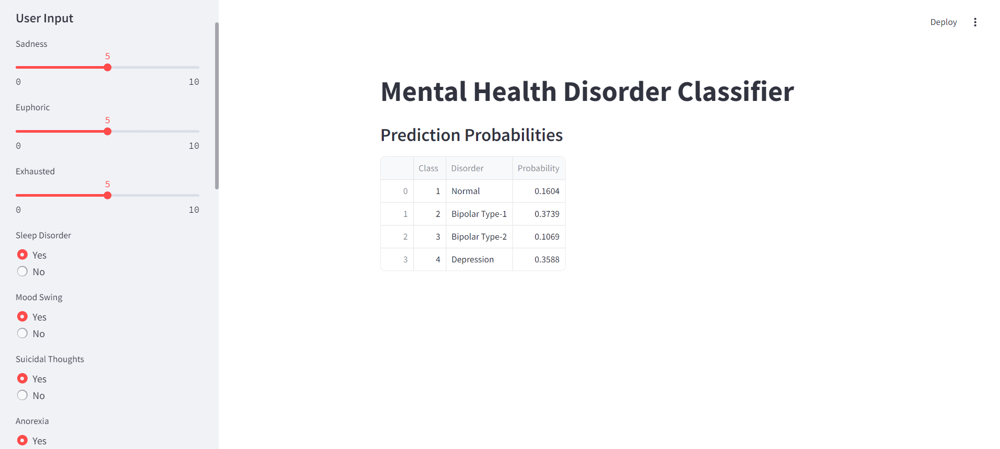 User Input
Sadness
5
0 10
Euphoric
5
0 10
Exhausted
5
0 10
Sleep Disorder
Yes
No
Mood Swing
Yes
No
Suicidal Thoughts
Yes
No
Anorexia
Yes
Deploy
Mental Health Disorder Classifier
Prediction Probabilities
Class Disorder Probability
0 1 Normal 0.1604
1 2 Bipolar Type-1 0.3739
2 3 Bipolar Type-2 0.1069
3 4 Depression 0.3588